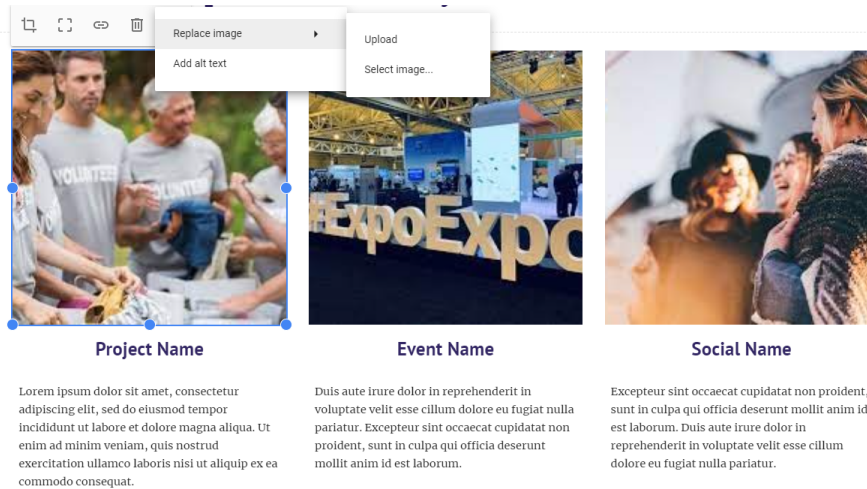 Replace image
Add alt text
Upload
Select image...
VOLUNTEER
#ExpoExpo
Project Name
Lorem ipsum dolor sit amet, consectetur
adipiscing elit, sed do eiusmod tempor
incididunt ut labore et dolore magna aliqua. Ut
enim ad minim veniam, quis nostrud
exercitation ullamco laboris nisi ut aliquip ex ea
commodo consequat.
Event Name
Duis aute irure dolor in reprehenderit in
voluptate velit esse cillum dolore eu fugiat nulla
pariatur. Excepteur sint occaecat cupidatat non
proident, sunt in culpa qui officia deserunt
mollit anim id est laborum.
Social Name
Excepteur sint occaecat cupidatat non proident,
sunt in culpa qui officia deserunt mollit anim id
est laborum. Duis aute irure dolor in
reprehenderit in voluptate velit esse cillum
dolore eu fugiat nulla pariatur.